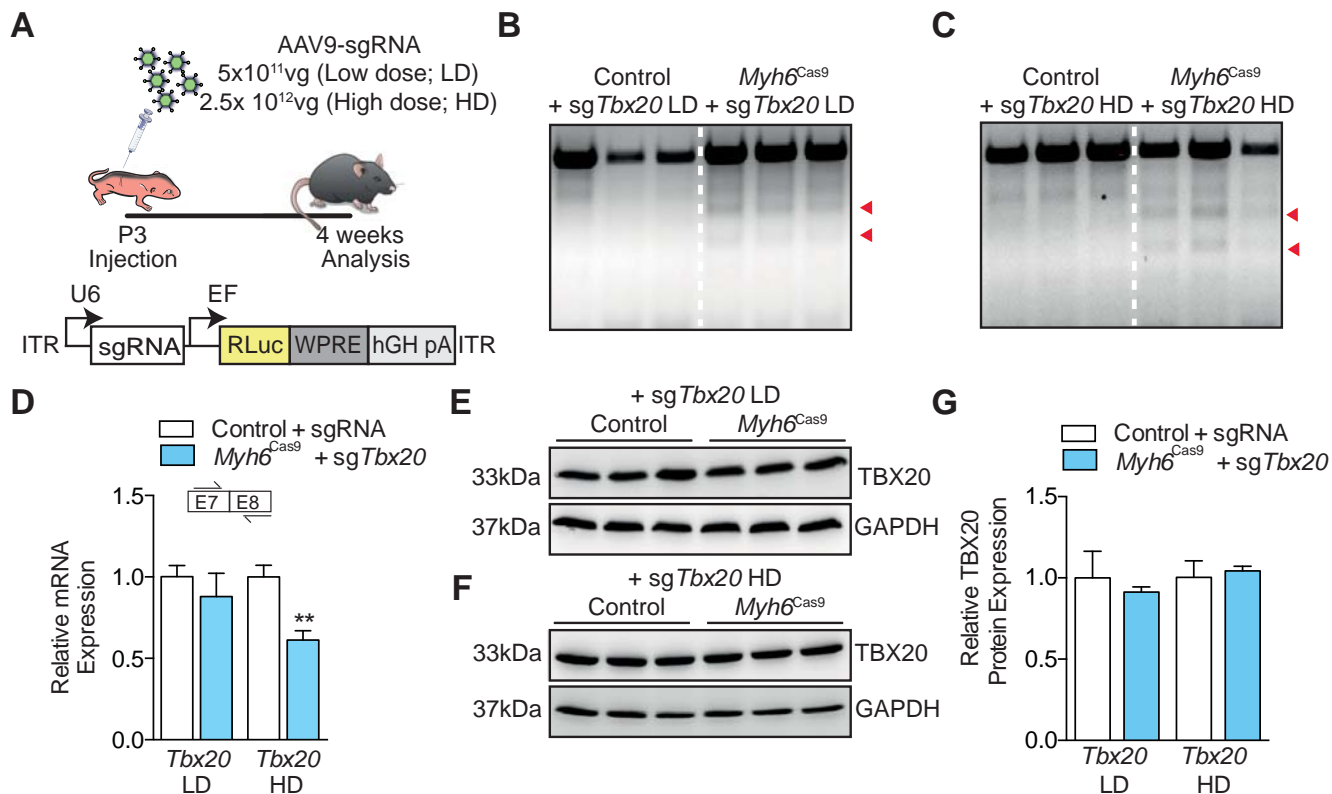 A
AAV9-sgRNA
5x10¹¹vg (Low dose; LD)
2.5x 10¹²vg (High dose; HD)
P3
Injection
4 weeks
Analysis
U6
EF
ITR
sgRNA
RLuc
WPRE
hGH pA
ITR
B
Control
Myh6ᶜᵃˢ⁹
+ sgTbx20 LD
+ sgTbx20 LD
C
Control
Myh6ᶜᵃˢ⁹
+ sgTbx20 HD
+ sgTbx20 HD
D
Control + sgRNA
Myh6ᶜᵃˢ⁹ + sgTbx20
Relative mRNA
Expression
1.5
1.0
0.5
0.0
E7
E8
**
Tbx20
LD
Tbx20
HD
E
+ sgTbx20 LD
Control
Myh6ᶜᵃˢ⁹
33kDa
TBX20
37kDa
GAPDH
F
+ sgTbx20 HD
Control
Myh6ᶜᵃˢ⁹
33kDa
TBX20
37kDa
GAPDH
G
Control + sgRNA
Myh6ᶜᵃˢ⁹ + sgTbx20
Relative TBX20
Protein Expression
1.5
1.0
0.5
0.0
Tbx20
LD
Tbx20
HD